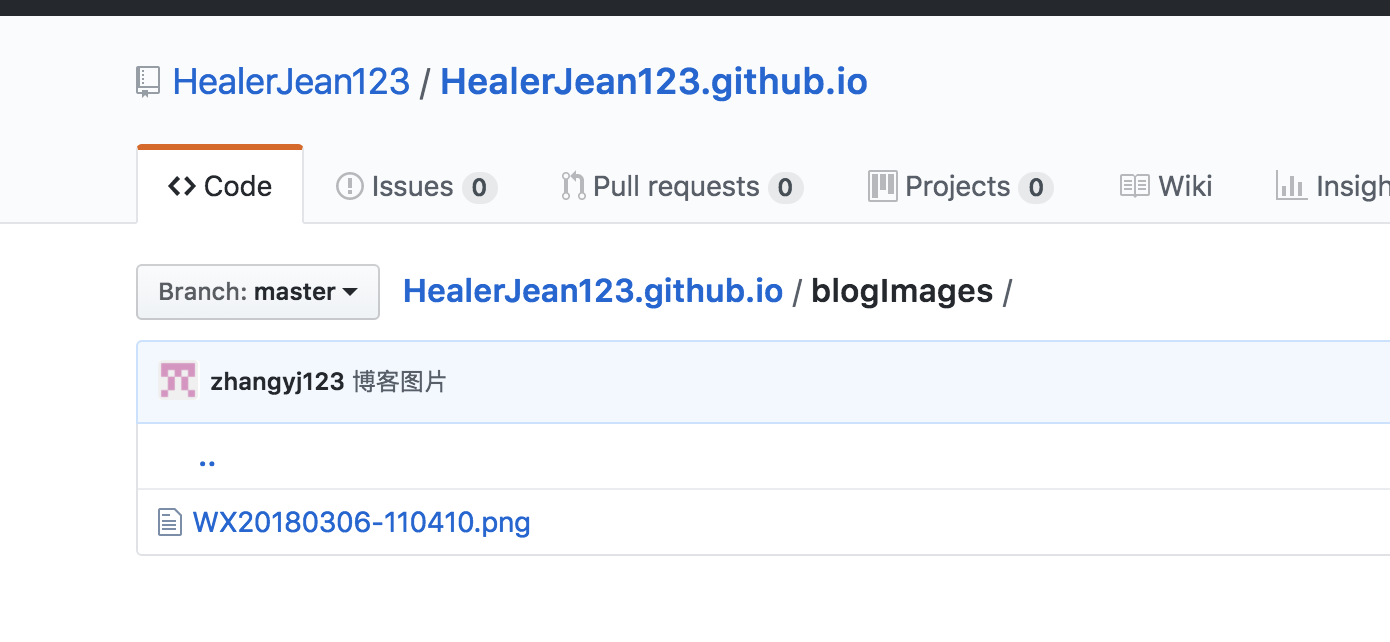 HealerJean123 / HealerJean123.github.io
Code Issues 0 Pull requests 0 Projects 0 Wiki Insigh
Branch: master HealerJean123.github.io / blogImages /
zhangyj123 博客图片
..
WX20180306-110410.png